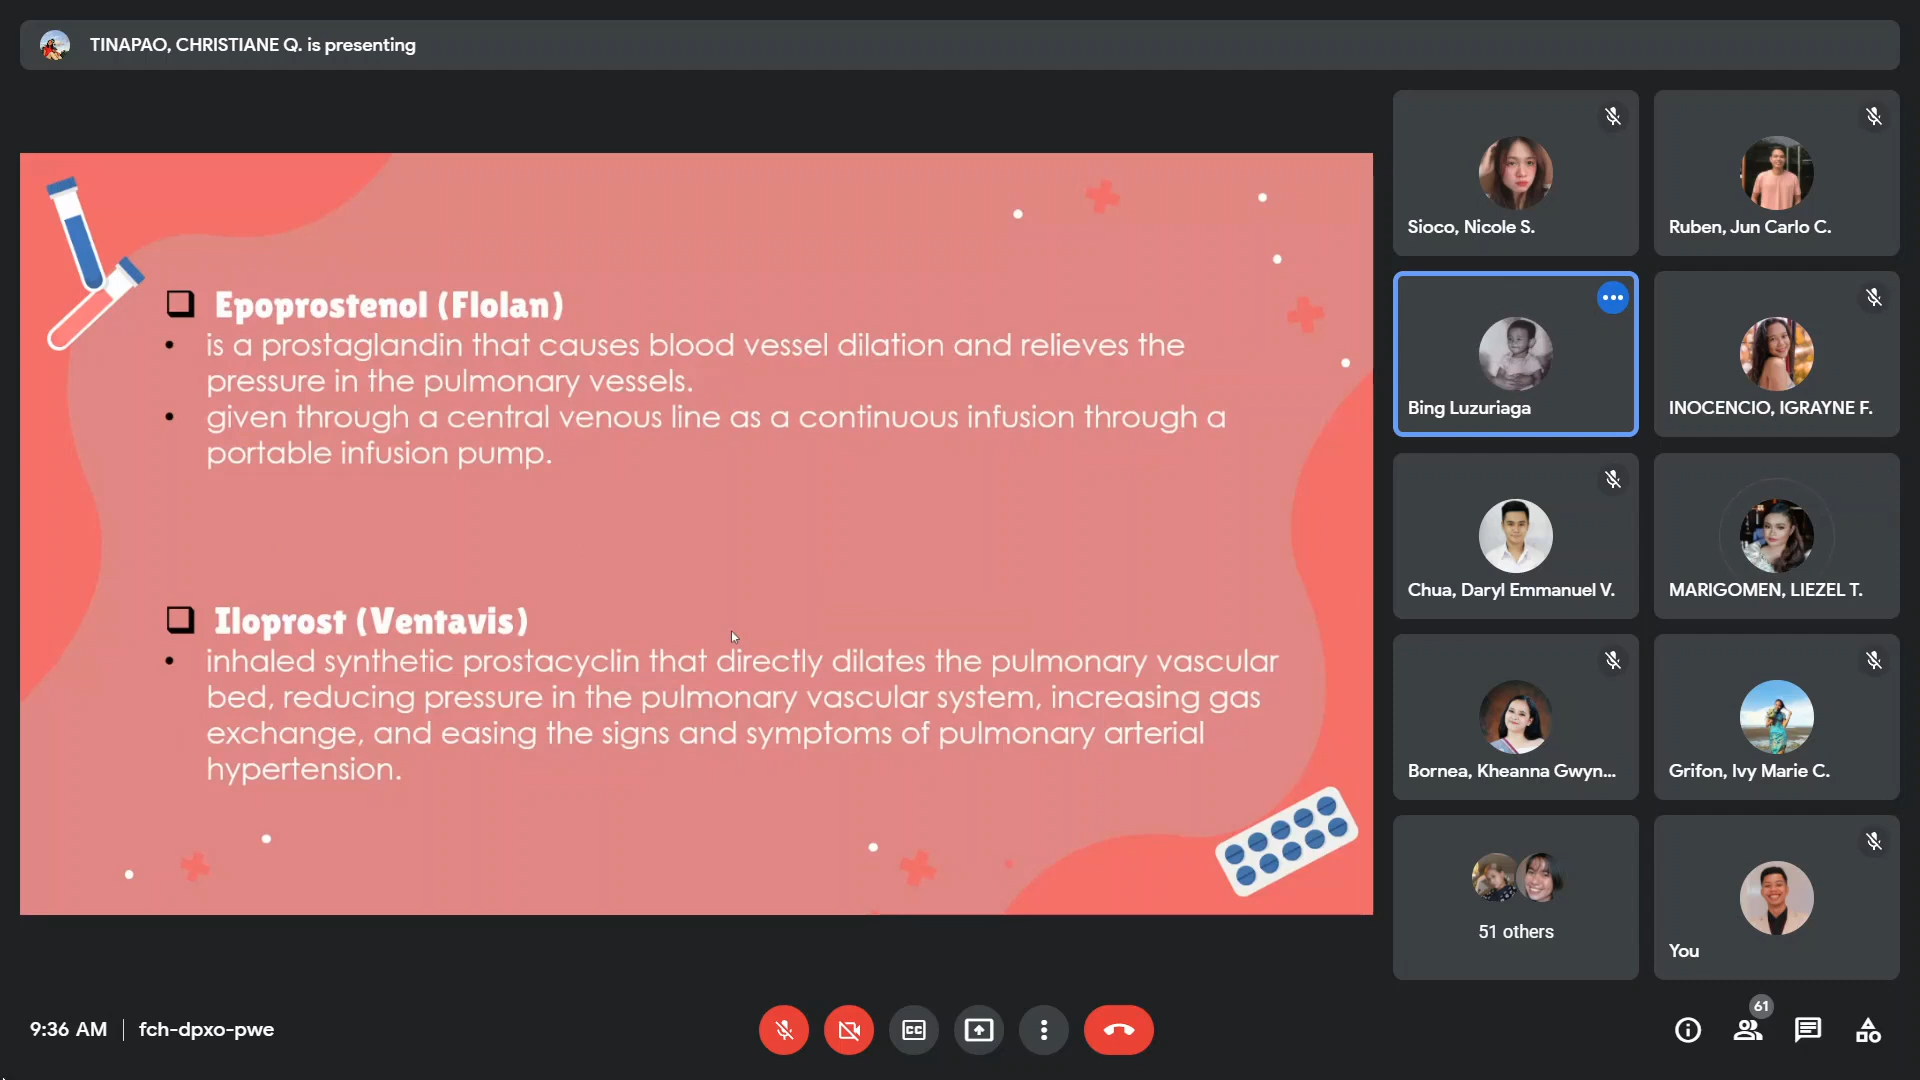 TINAPAO, CHRISTIANE Q. is presenting
Epoprostenol (Flolan)
• is a prostaglandin that causes blood vessel dilation and relieves the
pressure in the pulmonary vessels.
• given through a central venous line as a continuous infusion through a
portable infusion pump.
Iloprost (Ventavis)
• inhaled synthetic prostacyclin that directly dilates the pulmonary vascular
bed, reducing pressure in the pulmonary vascular system, increasing gas
exchange, and easing the signs and symptoms of pulmonary arterial
hypertension.
Sioco, Nicole S.
Ruben, Jun Carlo C.
Bing Luzuriaga
INOCENCIO, IGRAYNE F.
Chua, Daryl Emmanuel V.
MARIGOMEN, LIEZEL T.
Bornea, Kheanna Gwyn...
Grifon, Ivy Marie C.
51 others
You
9:36 AM | fch-dpxo-pwe
CC
61